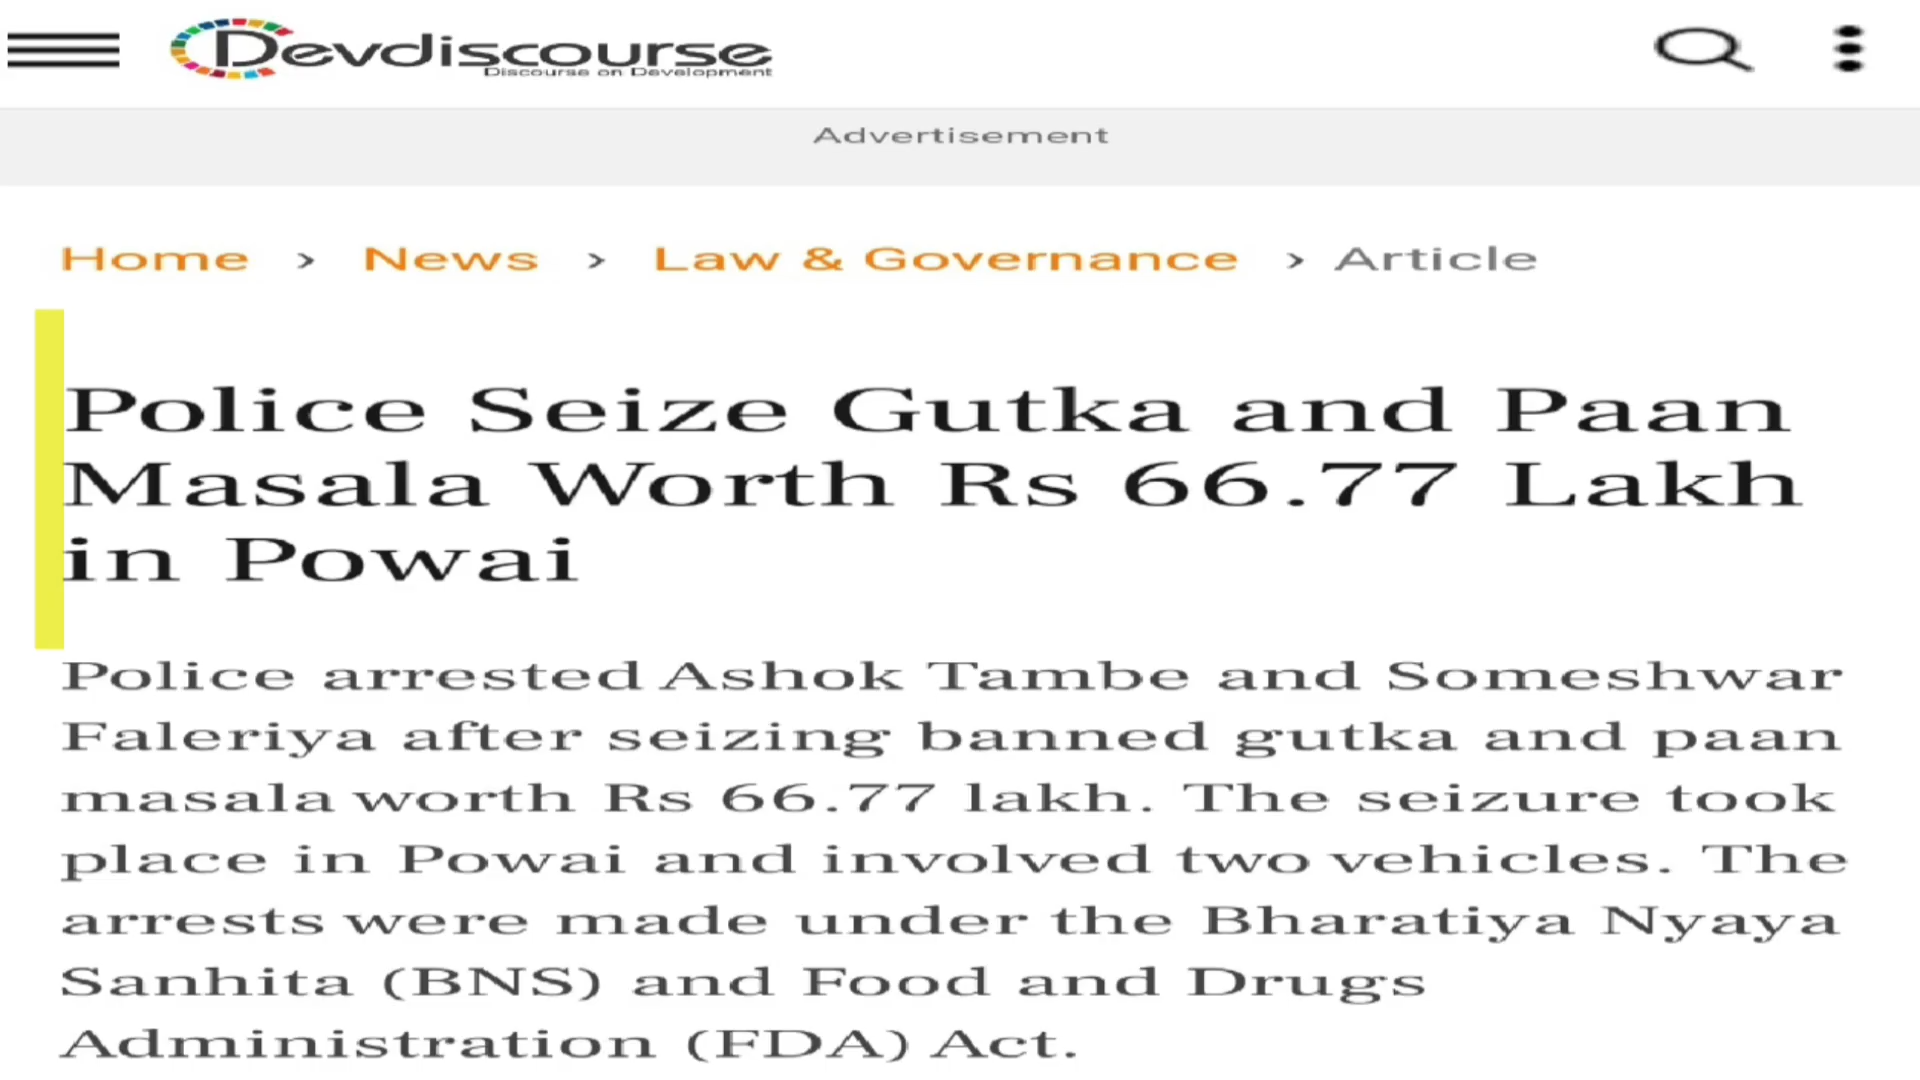 Devdiscourse
Discourse on Development
Advertisement
Home > News > Law & Governance > Article
Police Seize Gutka and Paan
Masala Worth Rs 66.77 Lakh
in Powai
Police arrested Ashok Tambe and Someshwar
Faleriya after seizing banned gutka and paan
masala worth Rs 66.77 lakh. The seizure took
place in Powai and involved two vehicles. The
arrests were made under the Bharatiya Nyaya
Sanhita (BNS) and Food and Drugs
Administration (FDA) Act.